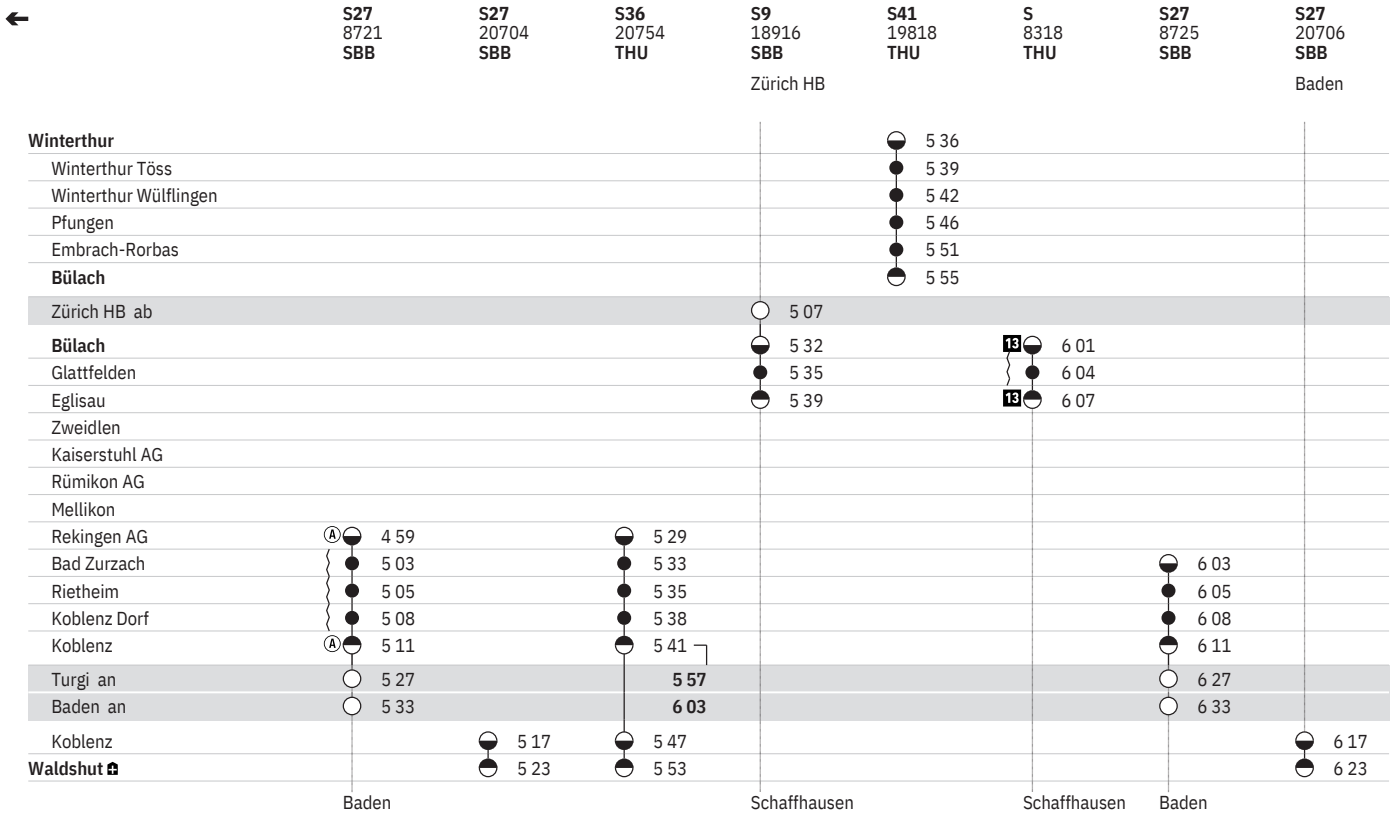 S27 S27 S36 S9 S41 S S27 S27
8721 20704 20754 18916 19818 8318 8725 20706
SBB SBB THU SBB THU THU SBB SBB
Zürich HB Baden
Winterthur 5 36
Winterthur Töss 5 39
Winterthur Wülflingen 5 42
Pfungen 5 46
Embrach-Rorbas 5 51
Bülach 5 55
Zürich HB ab 5 07
Bülach 5 32 13 6 01
Glattfelden 5 35 6 04
Eglisau 5 39 13 6 07
Zweidlen
Kaiserstuhl AG
Rümikon AG
Mellikon
Rekingen AG A 4 59 5 29
Bad Zurzach 5 03 5 33 6 03
Rietheim 5 05 5 35 6 05
Koblenz Dorf 5 08 5 38 6 08
Koblenz A 5 11 5 41 6 11
Turgi an 5 27 5 57 6 27
Baden an 5 33 6 03 6 33
Koblenz 5 17 5 47 6 17
Waldshut 5 23 5 53 6 23
Baden Schaffhausen Schaffhausen Baden